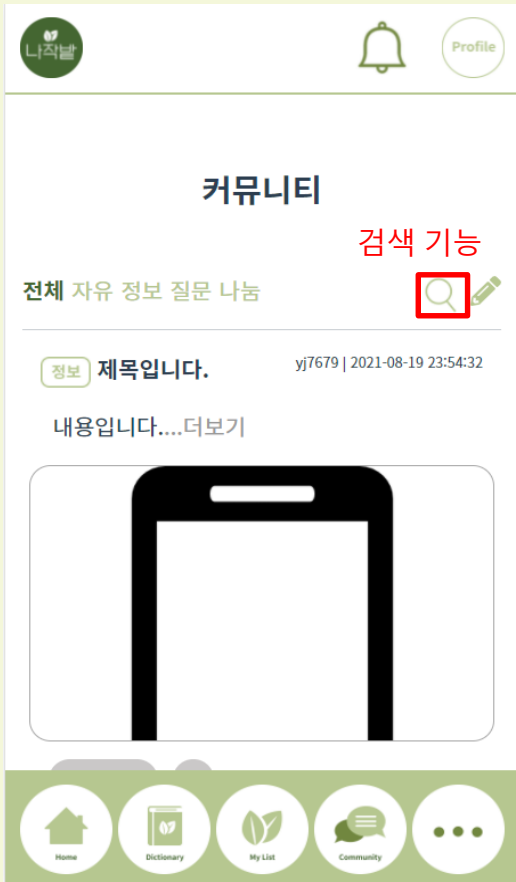 나작밭
Profile
커뮤니티
검색 기능
전체 자유 정보 질문 나눔
정보 제목입니다. yj7679 | 2021-08-19 23:54:32
내용입니다....더보기
Home Dictionary My List Community